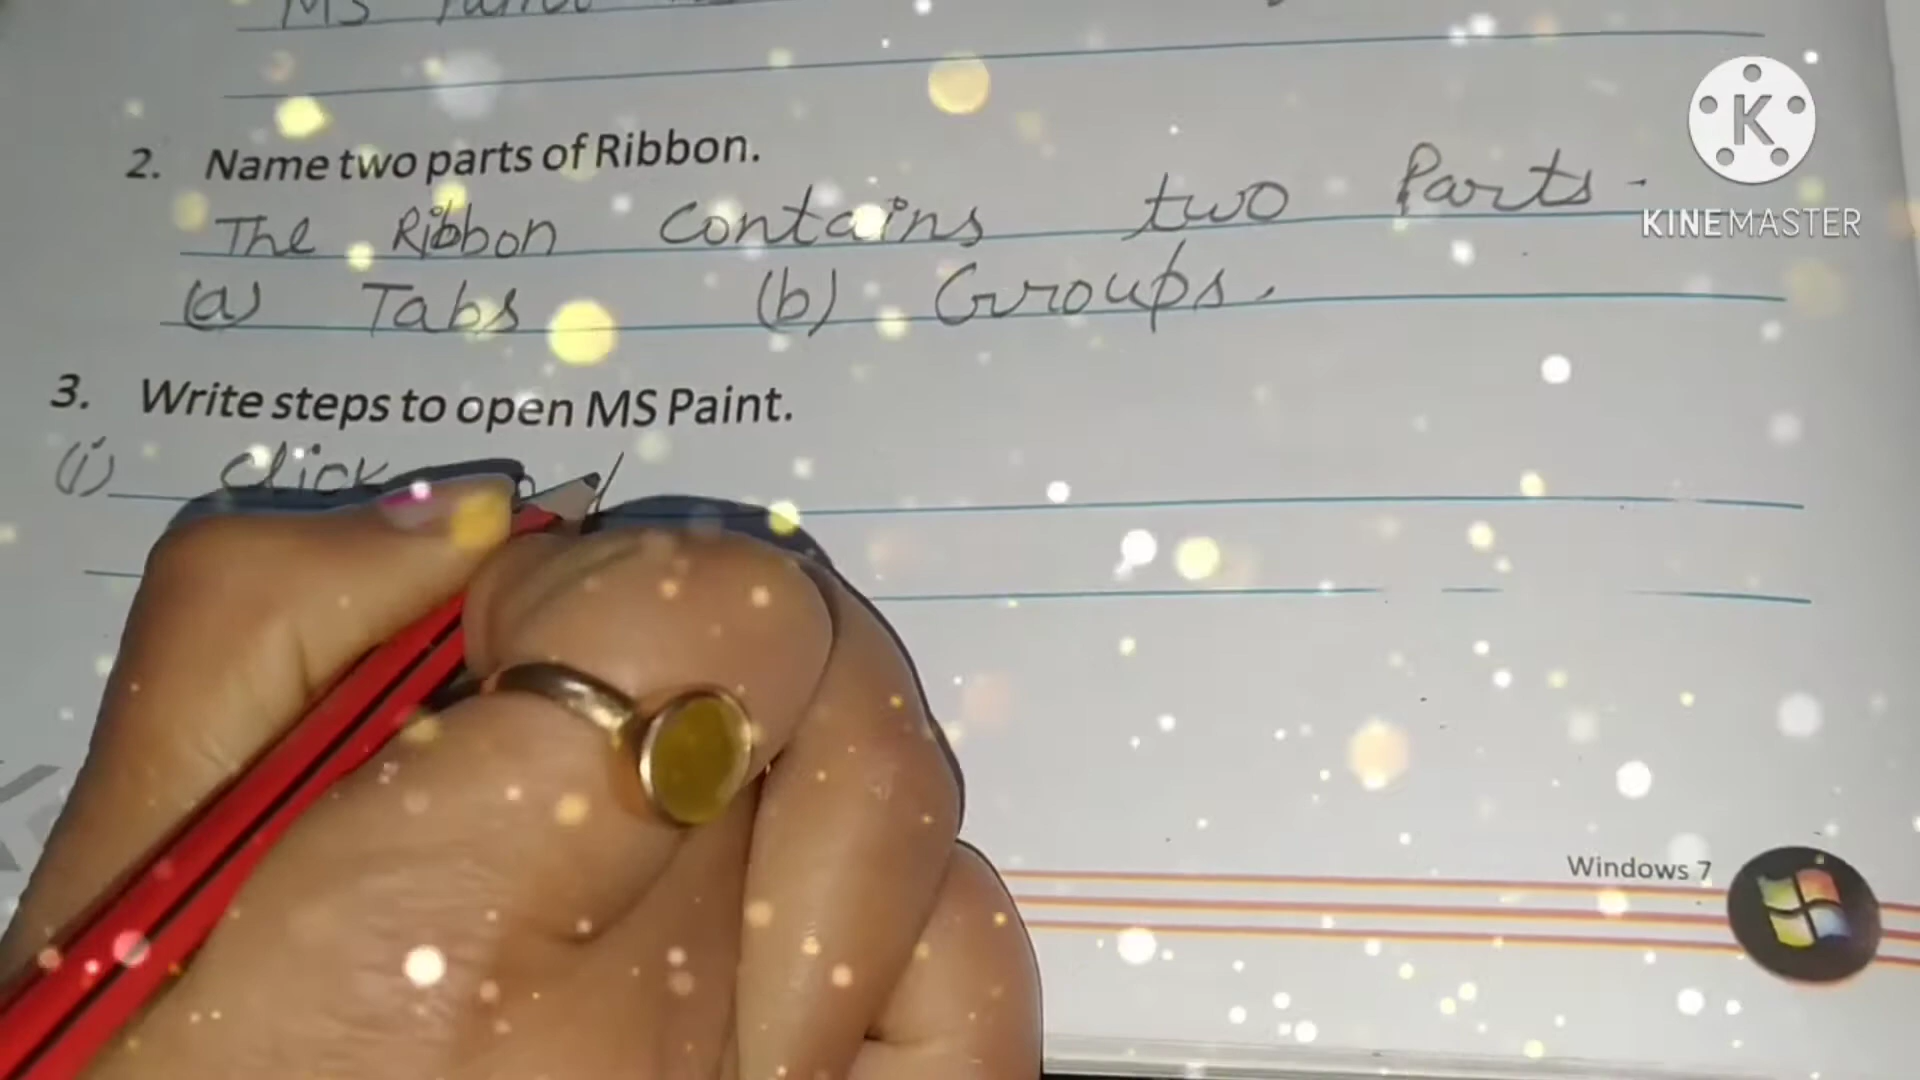 MS
2. Name two parts of Ribbon.
The Ribbon contains two Parts.
(a) Tabs (b) Groups.
3. Write steps to open MS Paint.
(i) Click
KINEMASTER
Windows 7